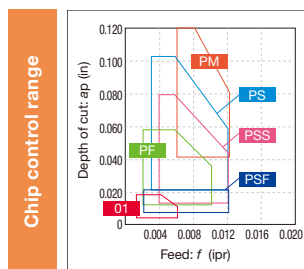 Chip control range
Depth of cut: ap (in)
0.120
0.100
0.080
0.060
0.040
0.020
0
PM
PS
PSS
PF
PSF
01
0.004 0.008 0.012 0.016 0.020
Feed: f (ipr)